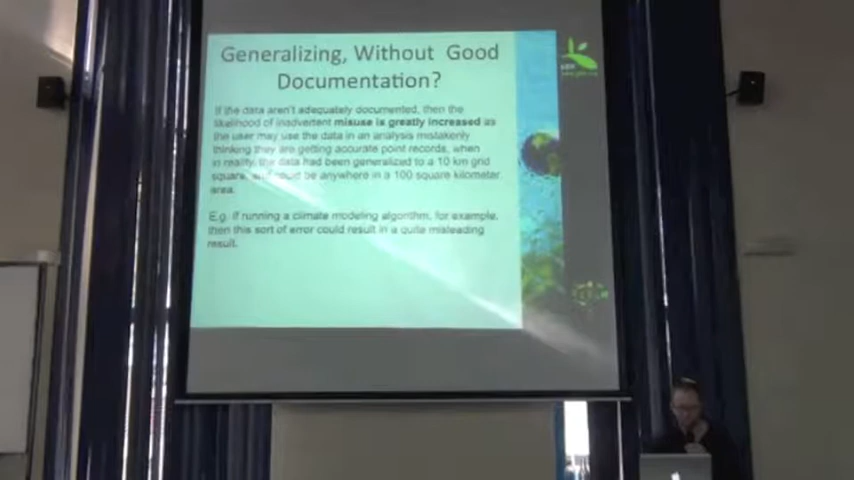 Generalizing, Without Good
Documentation?
If the data aren't adequately documented, then the
likelihood of inadvertent misuse is greatly increased as
the user may use the data in an analysis mistakenly
thinking they are getting accurate point records, when
in reality, the data had been generalized to a 10 km grid
square, and could be anywhere in a 100 square kilometer
area.
E.g. if running a climate modeling algorithm, for example,
then this sort of error could result in a quite misleading
result.